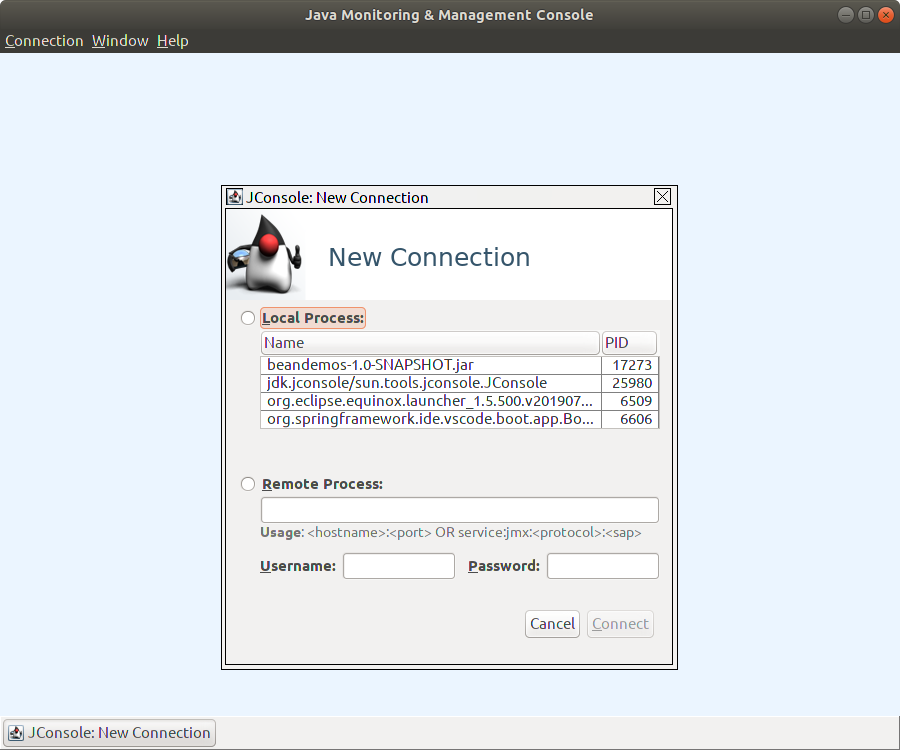 Java Monitoring & Management Console
Connection Window Help
JConsole: New Connection
New Connection
Local Process:
Name PID
beandemos-1.0-SNAPSHOT.jar 17273
jdk.jconsole/sun.tools.jconsole.JConsole 25980
org.eclipse.equinox.launcher_1.5.500.v201907... 6509
org.springframework.ide.vscode.boot.app.Bo... 6606
Remote Process:
Usage: <hostname>:<port> OR service:jmx:<protocol>:<sap>
Username: Password:
Cancel Connect
JConsole: New Connection